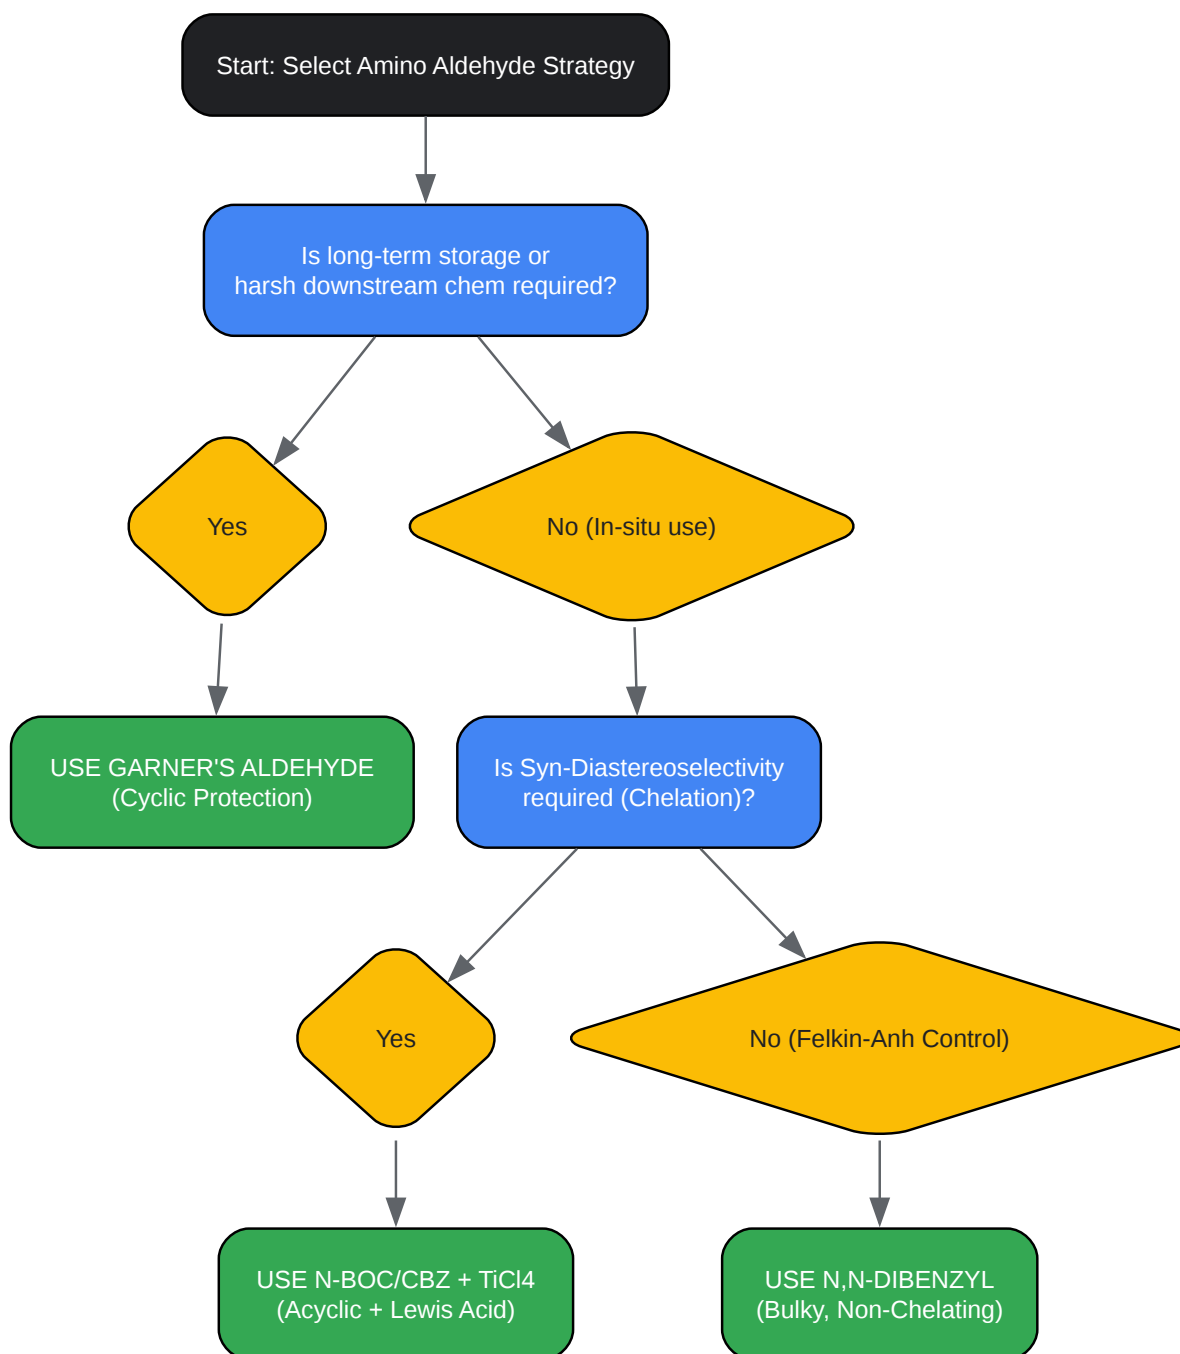 Start: Select Amino Aldehyde Strategy
Is long-term storage or
harsh downstream chem required?
Yes
No (In-situ use)
USE GARNER'S ALDEHYDE
(Cyclic Protection)
Is Syn-Diastereoselectivity
required (Chelation)?
Yes
No (Felkin-Anh Control)
USE N-BOC/CBZ + TiCl4
(Acyclic + Lewis Acid)
USE N,N-DIBENZYL
(Bulky, Non-Chelating)